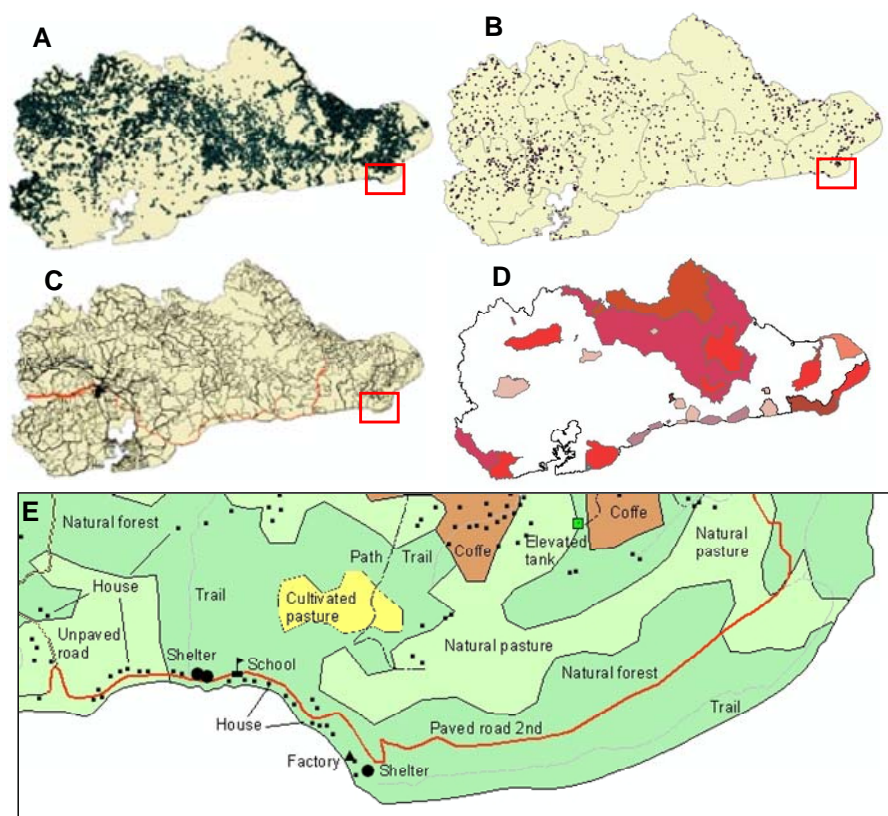 A
B
C
D
E
Natural forest
House
Trail
Unpaved
road
Path
Trail
Coffe
Elevated
tank
Coffe
Natural
pasture
Cultivated
pasture
Natural pasture
Shelter
School
House
Natural forest
Paved road 2nd
Trail
Factory
Shelter